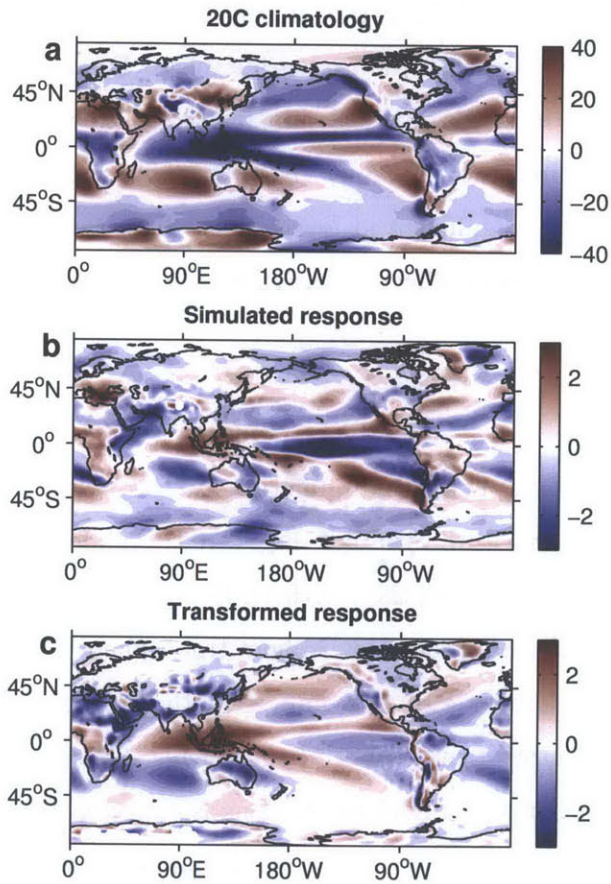 20C climatology
a
40
45°N
20
0°
0
45°S
-20
-40
0° 90°E 180°W 90°W
Simulated response
b
2
45°N
0°
0
45°S
-2
0° 90°E 180°W 90°W
Transformed response
c
2
45°N
0°
0
45°S
-2
0° 90°E 180°W 90°W